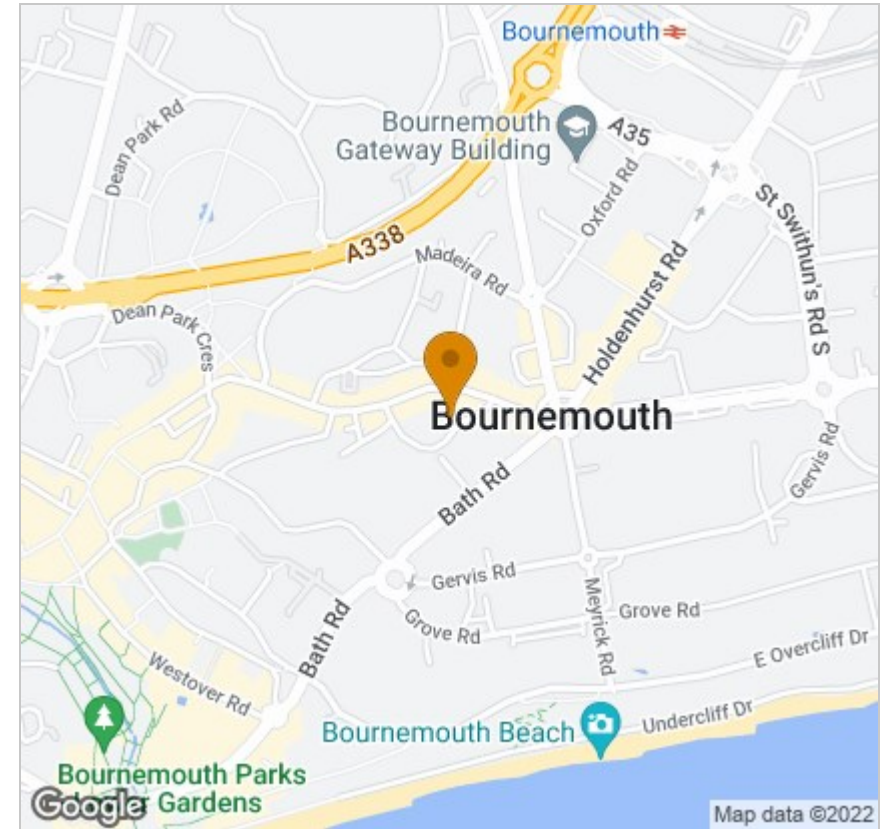 Bournemouth
Dean Park Rd
Bournemouth
Gateway Building
A35
Oxford Rd
St Swithun's Rd S
A338
Madeira Rd
Holdenhurst Rd
Dean Park Cres
Bournemouth
Gervis Rd
Bath Rd
Gervis Rd
Meyrick Rd
Grove Rd
Grove Rd
Bath Rd
E Overcliff Dr
Westover Rd
Undercliff Dr
Bournemouth Beach
Bournemouth Parks
Gardens
Google
Map data ©2022